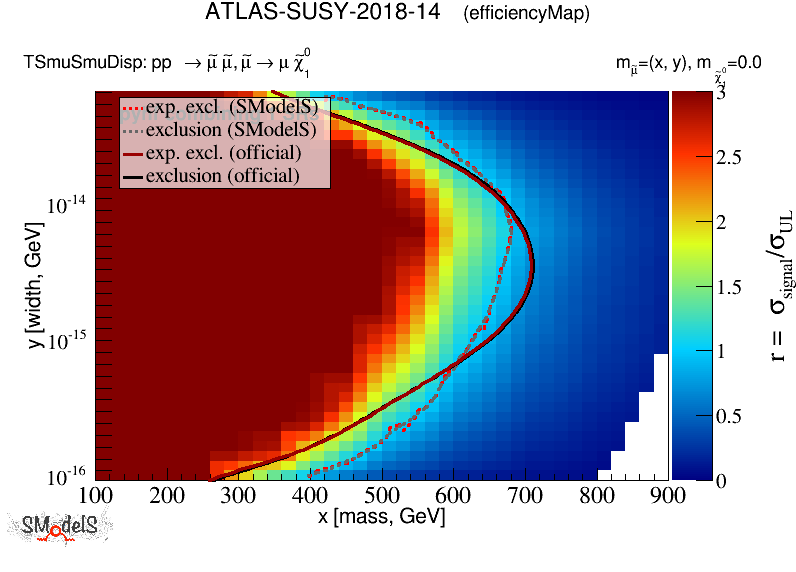 ATLAS-SUSY-2018-14 (efficiencyMap)
TSmuSmuDisp: pp → μ̃ μ̃, μ̃ → μ χ̃⁰₁
m_μ̃=(x, y), m_χ̃⁰₁=0.0
exp. excl. (SModelS)
exclusion (SModelS)
exp. excl. (official)
exclusion (official)
y [width, GeV]
10⁻¹⁴
10⁻¹⁵
10⁻¹⁶
100 200 300 400 500 600 700 800 900
x [mass, GeV]
3
2.5
2
1.5
1
0.5
0
r = σ_signal/σ_UL
SModelS